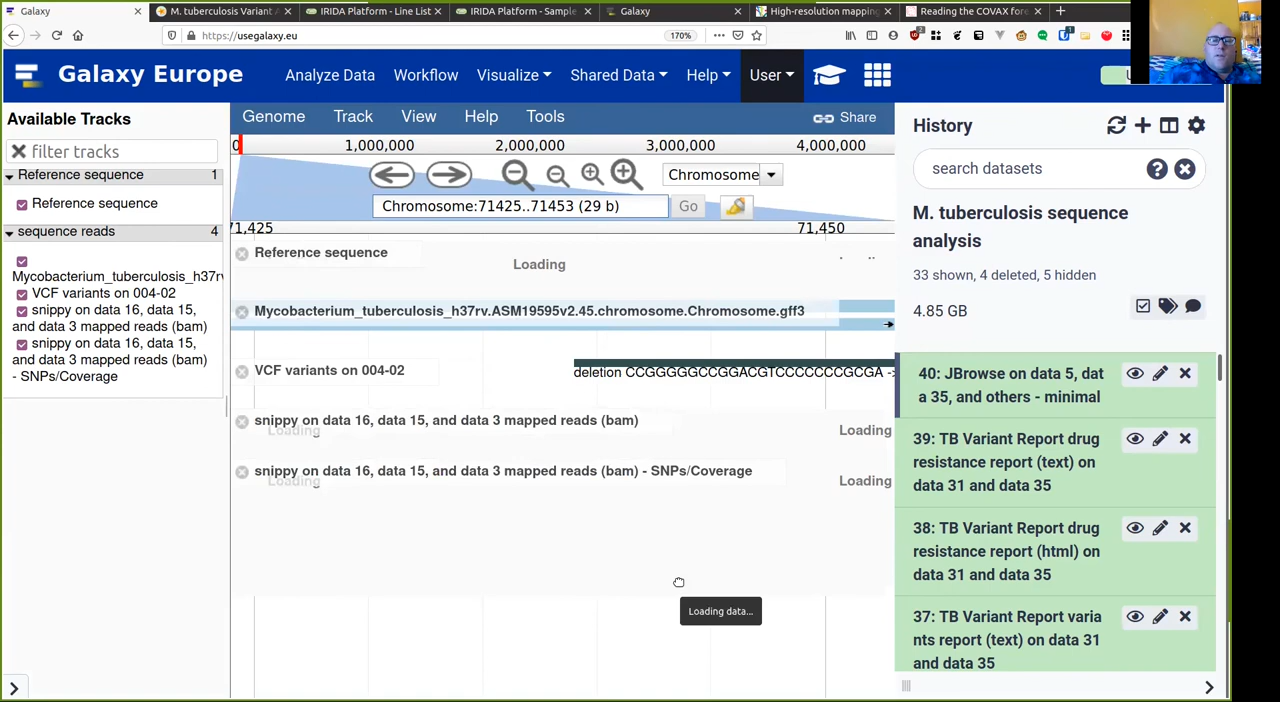 Galaxy
M. tuberculosis Variant
IRIDA Platform - Line List
IRIDA Platform - Sample
Galaxy
High-resolution mapping
Reading the COVAX for
https://usegalaxy.eu
170%
Galaxy Europe
Analyze Data
Workflow
Visualize
Shared Data
Help
User
Available Tracks
filter tracks
Reference sequence 1
Reference sequence
sequence reads 4
Mycobacterium_tuberculosis_h37rv
VCF variants on 004-02
snippy on data 16, data 15,
and data 3 mapped reads (bam)
snippy on data 16, data 15,
and data 3 mapped reads (bam)
- SNPs/Coverage
Genome
Track
View
Help
Tools
Share
0 1,000,000 2,000,000 3,000,000 4,000,000
Chromosome
Chromosome:71425..71453 (29 b)
Go
71,425 71,450
Reference sequence
Loading
Mycobacterium_tuberculosis_h37rv.ASM19595v2.45.chromosome.Chromosome.gff3
VCF variants on 004-02
deletion CCGGGGGCCGGACGTCCCCCCCGCGA ->
snippy on data 16, data 15, and data 3 mapped reads (bam)
Loading Loading
snippy on data 16, data 15, and data 3 mapped reads (bam) - SNPs/Coverage
Loading Loading
Loading data...
History
search datasets
M. tuberculosis sequence
analysis
33 shown, 4 deleted, 5 hidden
4.85 GB
40: JBrowse on data 5, dat
a 35, and others - minimal
39: TB Variant Report drug
resistance report (text) on
data 31 and data 35
38: TB Variant Report drug
resistance report (html) on
data 31 and data 35
37: TB Variant Report varia
nts report (text) on data 31
and data 35